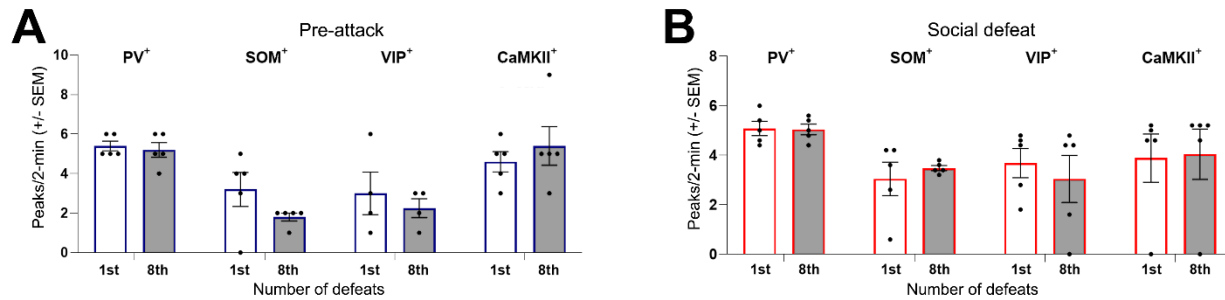 A
Pre-attack
Peaks/2-min (+/- SEM)
10
8
6
4
2
0
PV+
SOM+
VIP+
CaMKII+
1st
8th
1st
8th
1st
8th
1st
8th
Number of defeats
B
Social defeat
Peaks/2-min (+/- SEM)
8
6
4
2
0
PV+
SOM+
VIP+
CaMKII+
1st
8th
1st
8th
1st
8th
1st
8th
Number of defeats